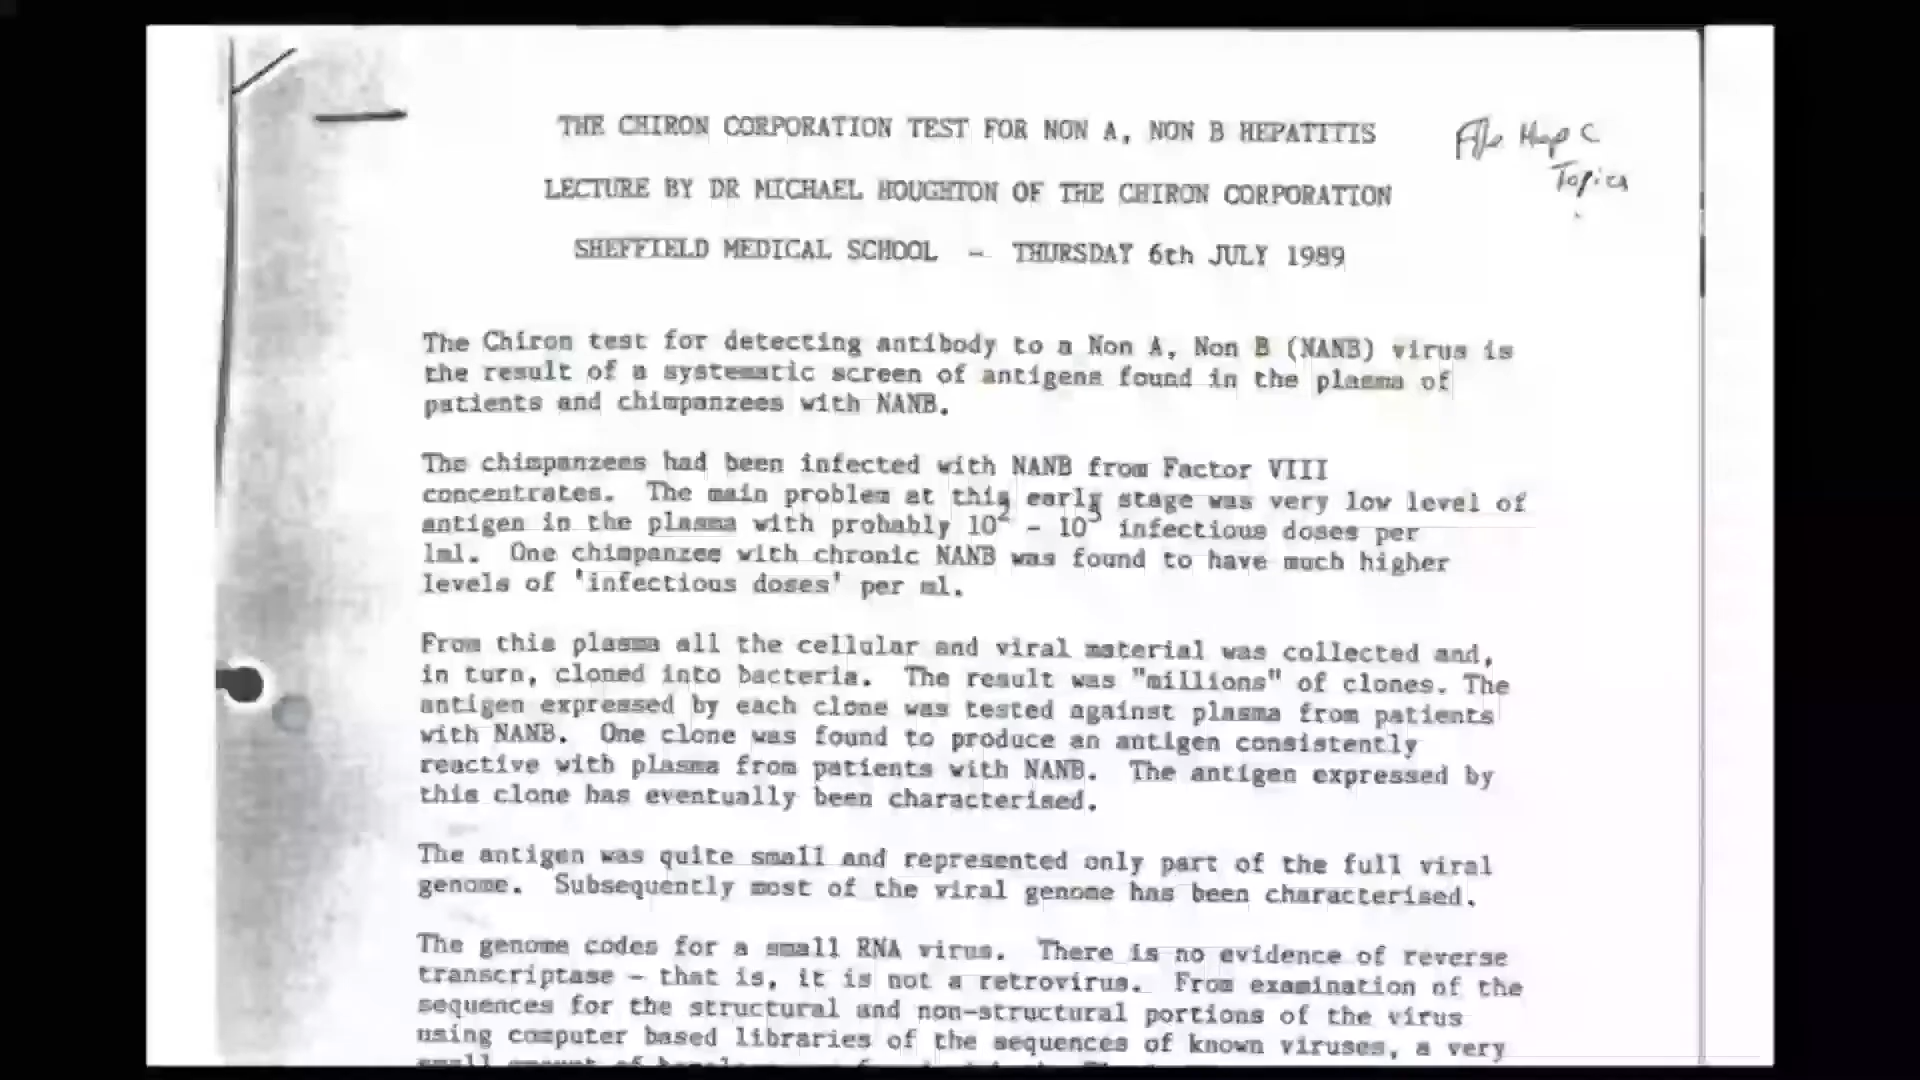 THE CHIRON CORPORATION TEST FOR NON A, NON B HEPATITIS
File Hep C
Topics
LECTURE BY DR MICHAEL HOUGHTON OF THE CHIRON CORPORATION
SHEFFIELD MEDICAL SCHOOL - THURSDAY 6th JULY 1989
The Chiron test for detecting antibody to a Non A, Non B (NANB) virus is
the result of a systematic screen of antigens found in the plasma of
patients and chimpanzees with NANB.
The chimpanzees had been infected with NANB from Factor VIII
concentrates. The main problem at this early stage was very low level of
antigen in the plasma with probably 10² - 10³ infectious doses per
1ml. One chimpanzee with chronic NANB was found to have much higher
levels of 'infectious doses' per ml.
From this plasma all the cellular and viral material was collected and,
in turn, cloned into bacteria. The result was "millions" of clones. The
antigen expressed by each clone was tested against plasma from patients
with NANB. One clone was found to produce an antigen consistently
reactive with plasma from patients with NANB. The antigen expressed by
this clone has eventually been characterised.
The antigen was quite small and represented only part of the full viral
genome. Subsequently most of the viral genome has been characterised.
The genome codes for a small RNA virus. There is no evidence of reverse
transcriptase - that is, it is not a retrovirus. From examination of the
sequences for the structural and non-structural portions of the virus
using computer based libraries of the sequences of known viruses, a very
small amount of